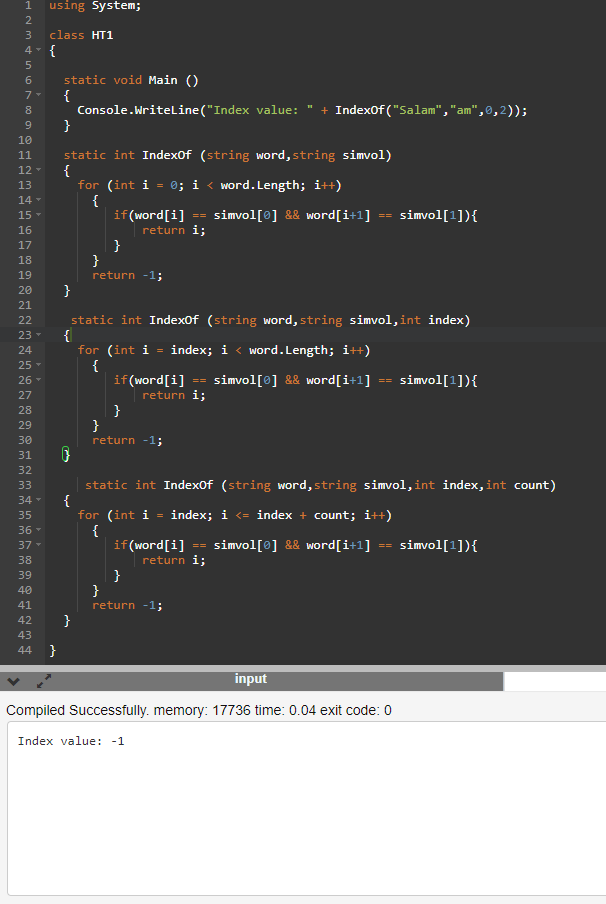 1 using System;
2
3 class HT1
4 {
5
6 static void Main ()
7 {
8 Console.WriteLine("Index value: " + IndexOf("Salam","am",0,2));
9 }
10
11 static int IndexOf (string word,string simvol)
12 {
13 for (int i = 0; i < word.Length; i++)
14 {
15 if(word[i] == simvol[0] && word[i+1] == simvol[1]){
16 return i;
17 }
18 }
19 return -1;
20 }
21
22 static int IndexOf (string word,string simvol,int index)
23 {
24 for (int i = index; i < word.Length; i++)
25 {
26 if(word[i] == simvol[0] && word[i+1] == simvol[1]){
27 return i;
28 }
29 }
30 return -1;
31 }
32
33 static int IndexOf (string word,string simvol,int index,int count)
34 {
35 for (int i = index; i <= index + count; i++)
36 {
37 if(word[i] == simvol[0] && word[i+1] == simvol[1]){
38 return i;
39 }
40 }
41 return -1;
42 }
43
44 }
input
Compiled Successfully. memory: 17736 time: 0.04 exit code: 0
Index value: -1